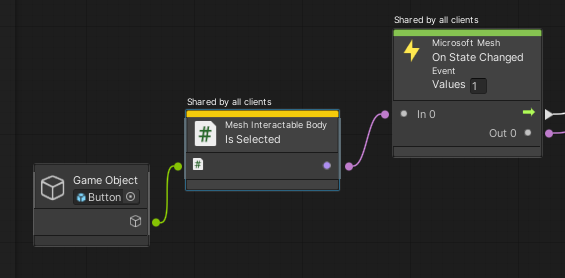 Shared by all clients
Microsoft Mesh
On State Changed
Event
Values 1
In 0
Out 0
Shared by all clients
Mesh Interactable Body
Is Selected
Game Object
Button